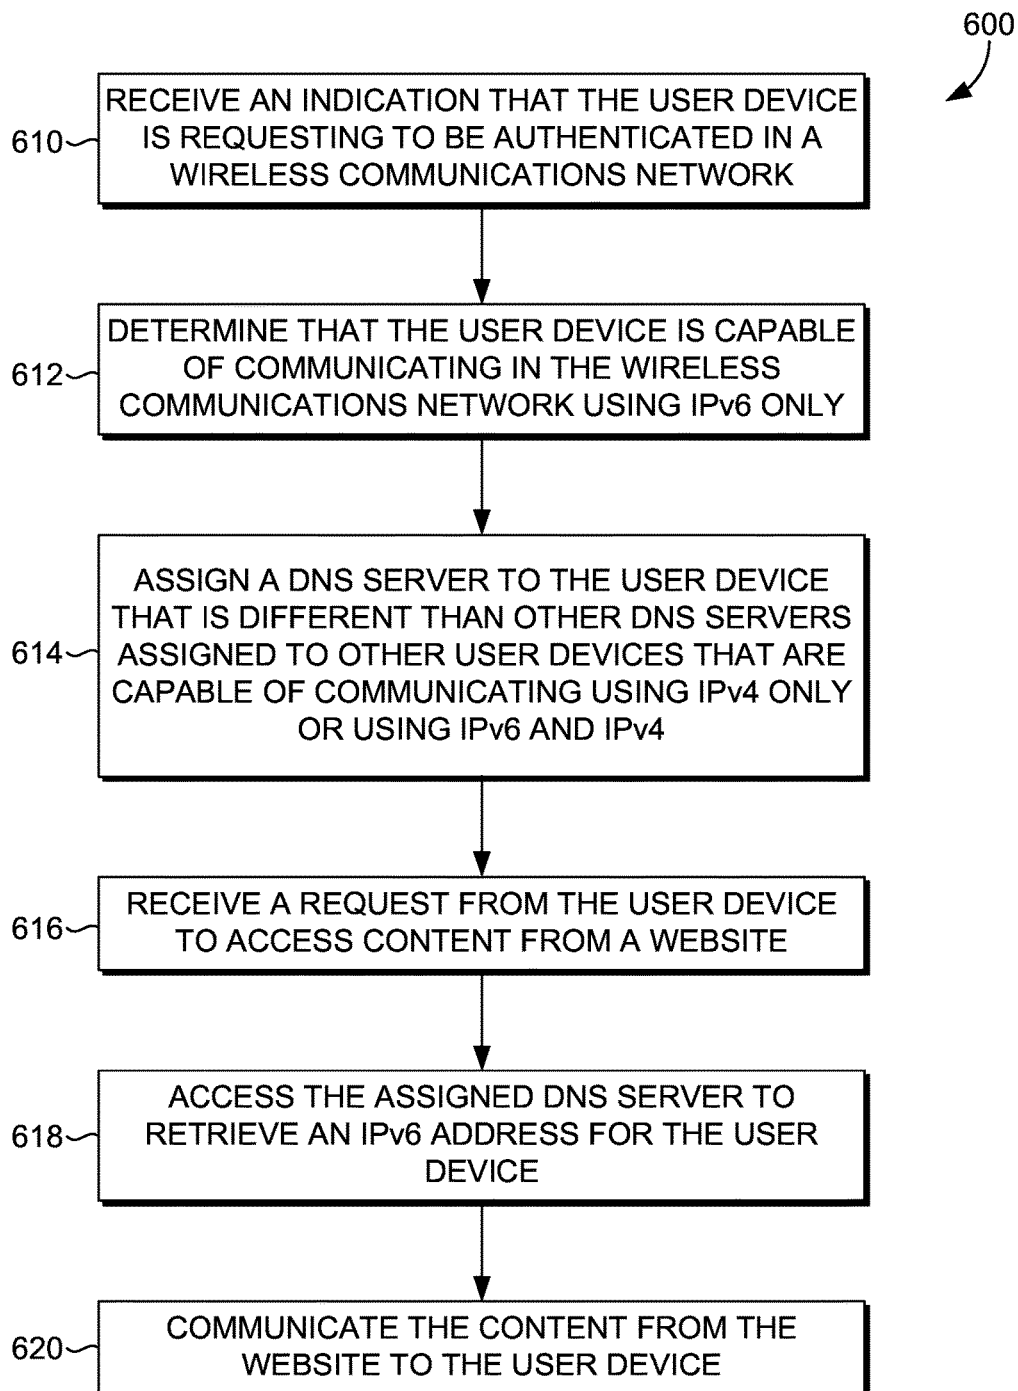 600
610
RECEIVE AN INDICATION THAT THE USER DEVICE
IS REQUESTING TO BE AUTHENTICATED IN A
WIRELESS COMMUNICATIONS NETWORK
612
DETERMINE THAT THE USER DEVICE IS CAPABLE
OF COMMUNICATING IN THE WIRELESS
COMMUNICATIONS NETWORK USING IPv6 ONLY
614
ASSIGN A DNS SERVER TO THE USER DEVICE
THAT IS DIFFERENT THAN OTHER DNS SERVERS
ASSIGNED TO OTHER USER DEVICES THAT ARE
CAPABLE OF COMMUNICATING USING IPv4 ONLY
OR USING IPv6 AND IPv4
616
RECEIVE A REQUEST FROM THE USER DEVICE
TO ACCESS CONTENT FROM A WEBSITE
618
ACCESS THE ASSIGNED DNS SERVER TO
RETRIEVE AN IPv6 ADDRESS FOR THE USER
DEVICE
620
COMMUNICATE THE CONTENT FROM THE
WEBSITE TO THE USER DEVICE